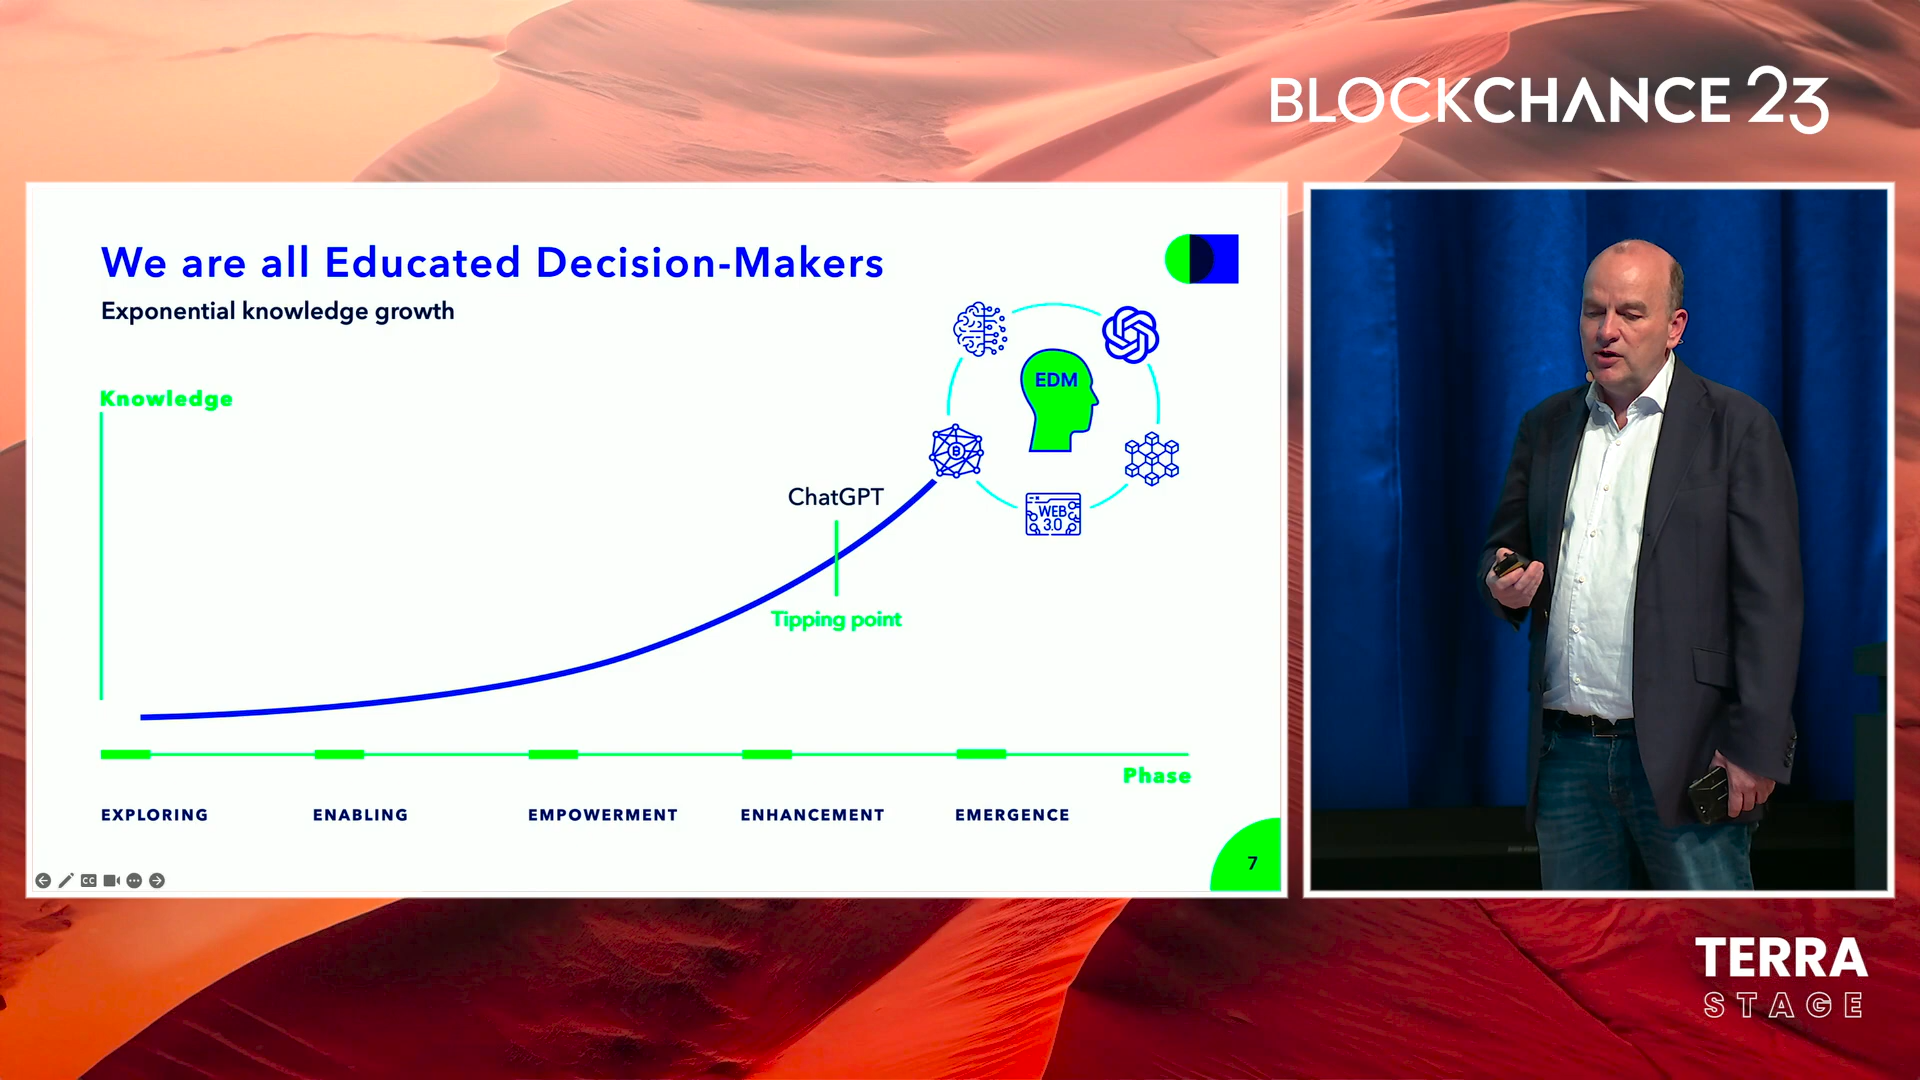 BLOCKCHANCE 23
We are all Educated Decision-Makers
Exponential knowledge growth
EDM
Knowledge
B
ChatGPT
WEB
3.0
Tipping point
Phase
EXPLORING
ENABLING
EMPOWERMENT
ENHANCEMENT
EMERGENCE
7
CC
TERRA
STAGE